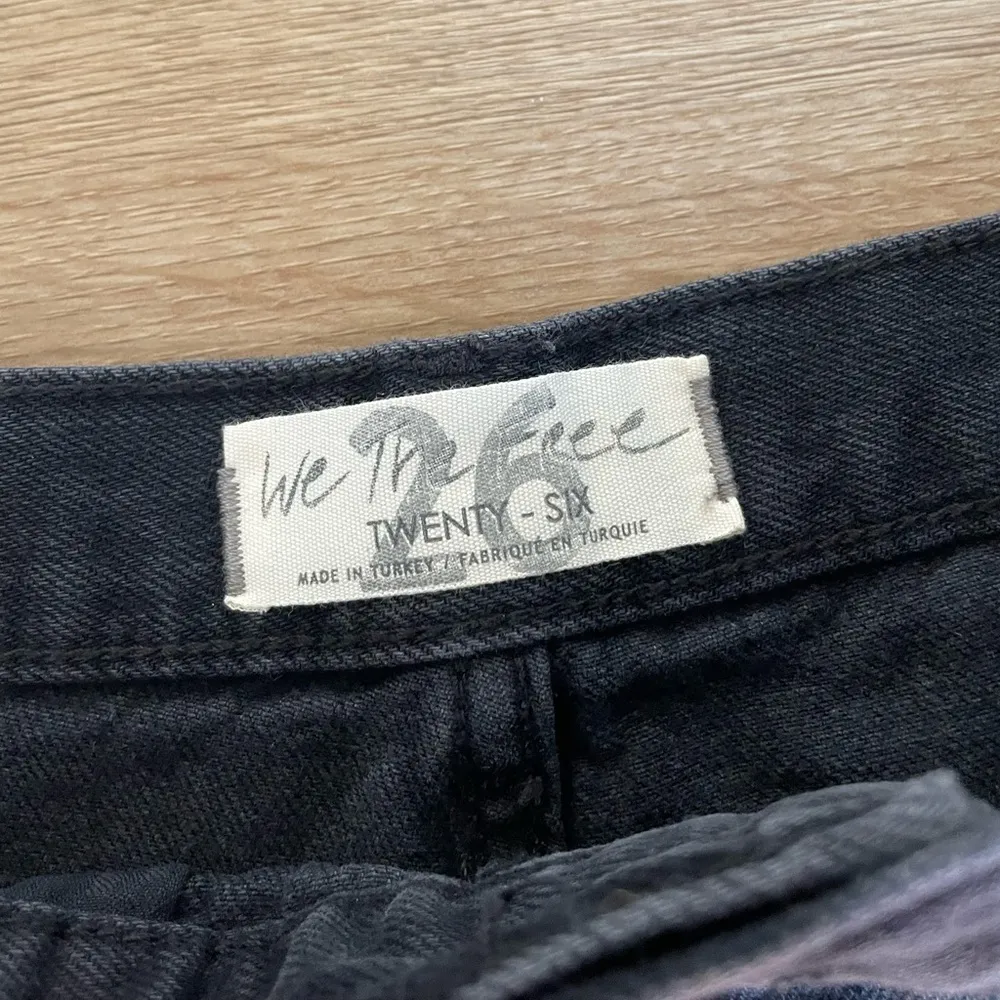 We The Free
26
TWENTY - SIX
MADE IN TURKEY / FABRIQUÉ EN TURQUIE